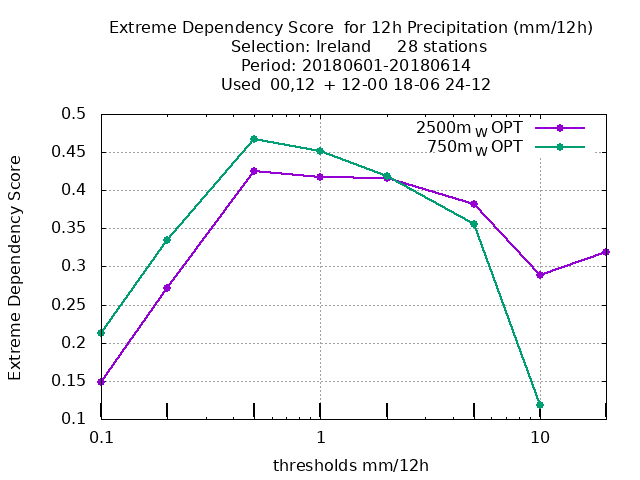 Extreme Dependency Score  for 12h Precipitation (mm/12h)
Selection: Ireland     28 stations
Period: 20180601-20180614
Used  00,12  + 12-00 18-06 24-12
2500m W OPT
750m W OPT
Extreme Dependency Score
0.5
0.45
0.4
0.35
0.3
0.25
0.2
0.15
0.1
0.1 1 10
thresholds mm/12h